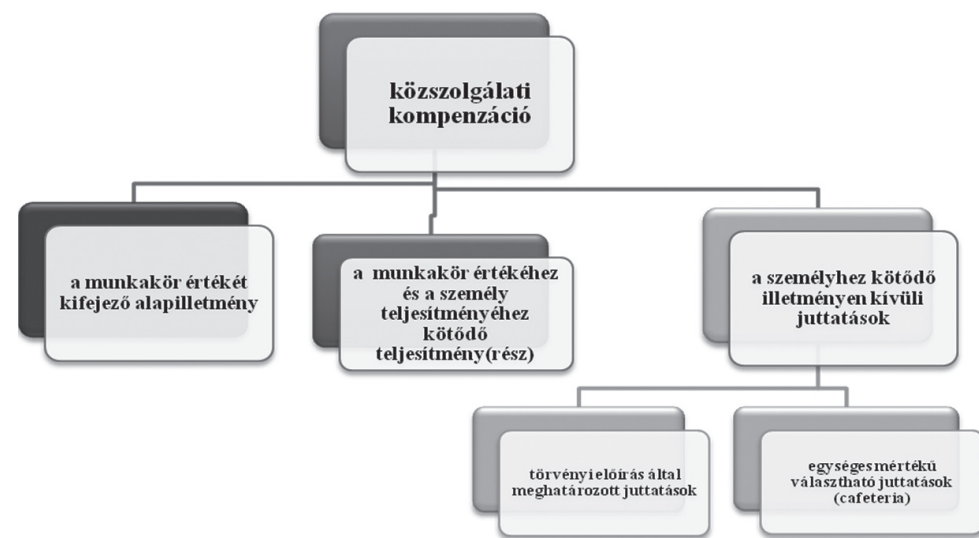 közszolgálati
kompenzáció
a munkakör értékét
kifejező alapilletmény
a munkakör értékéhez
és a személy
teljesítményéhez
kötődő
teljesítmény(rész)
a személyhez kötődő
illetményen kívüli
juttatások
törvényi előírás által
meghatározott juttatások
egységes mértékű
választható juttatások
(cafeteria)